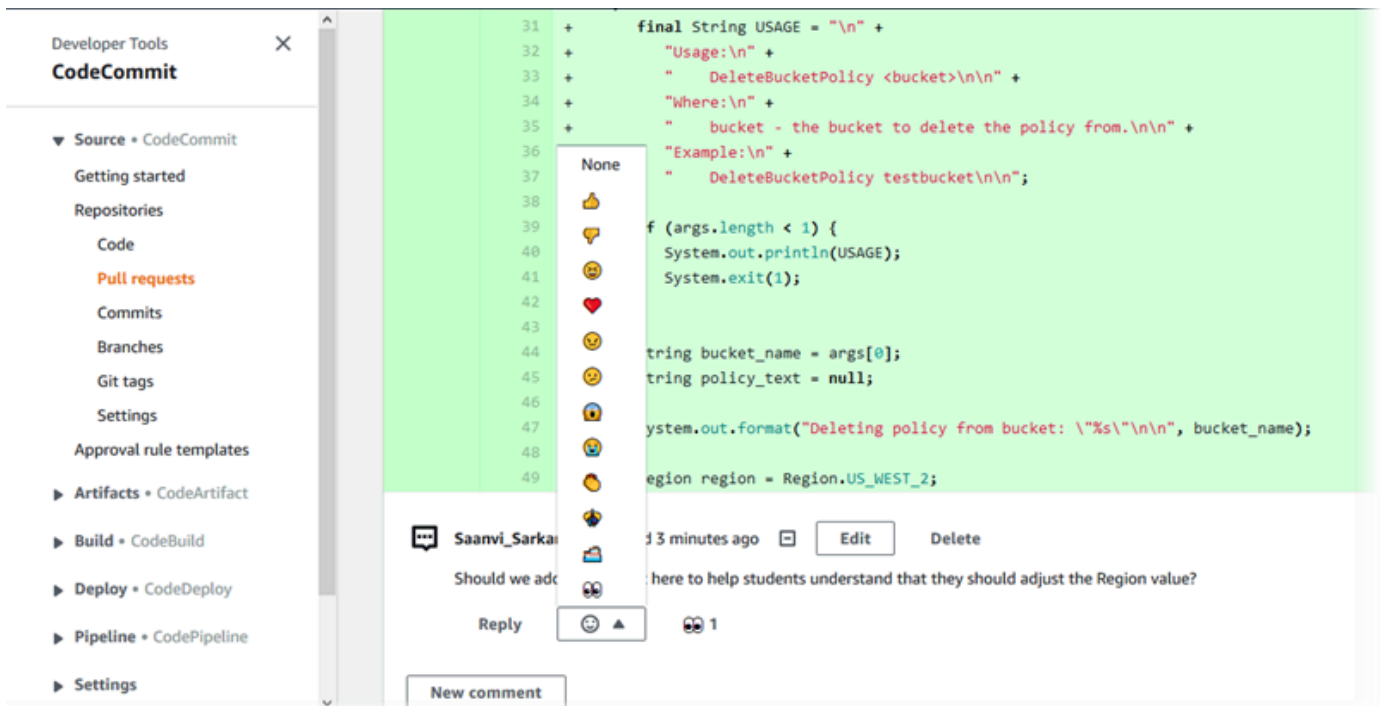 Developer Tools
CodeCommit
Source • CodeCommit
Getting started
Repositories
Code
Pull requests
Commits
Branches
Git tags
Settings
Approval rule templates
Artifacts • CodeArtifact
Build • CodeBuild
Deploy • CodeDeploy
Pipeline • CodePipeline
Settings
31 + final String USAGE = "\n" +
32 + "Usage:\n" +
33 + "    DeleteBucketPolicy <bucket>\n\n" +
34 + "Where:\n" +
35 + "    bucket - the bucket to delete the policy from.\n\n" +
36 "Example:\n" +
37 "    DeleteBucketPolicy testbucket\n\n";
38
39 f (args.length < 1) {
40 System.out.println(USAGE);
41 System.exit(1);
42
43
44 tring bucket_name = args[0];
45 tring policy_text = null;
46
47 ystem.out.format("Deleting policy from bucket: \"%s\"\n\n", bucket_name);
48
49 egion region = Region.US_WEST_2;
None
Saanvi_Sarka 3 minutes ago Edit Delete
Should we add here to help students understand that they should adjust the Region value?
Reply 1
New comment